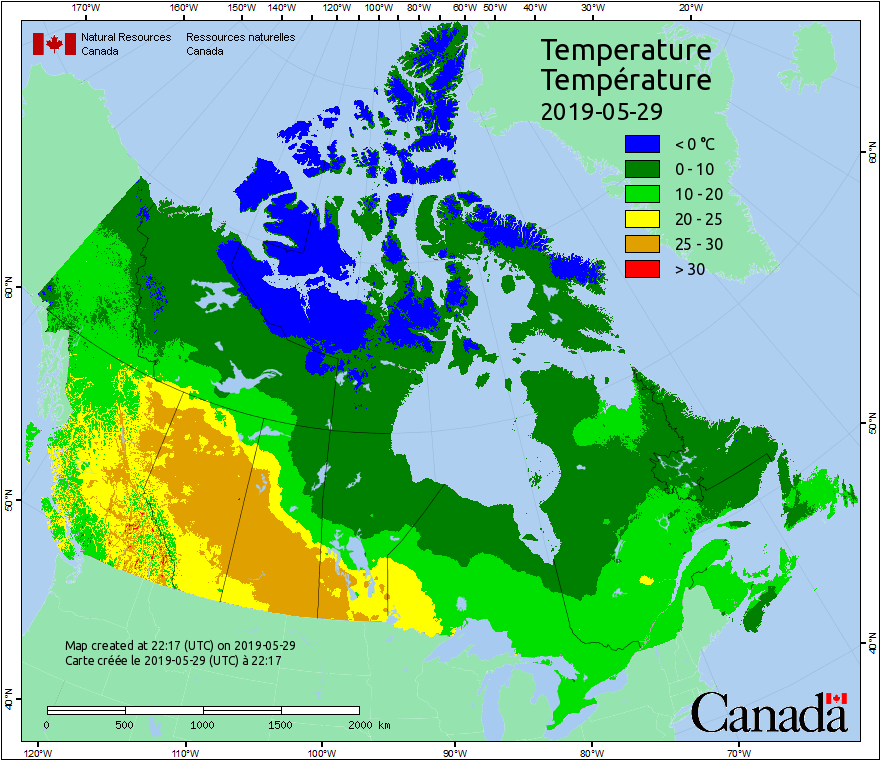 170°W 160°W 150°W 140°W 130°W 120°W 110°W 100°W 80°W 60°W 50°W 40°W 30°W 20°W
Natural Resources Ressources naturelles
Canada Canada
Temperature
Température
2019-05-29
< 0 °C
0 - 10
10 - 20
20 - 25
25 - 30
> 30
60°N
50°N
40°N
60°N
50°N
40°N
Map created at 22:17 (UTC) on 2019-05-29
Carte créée le 2019-05-29 (UTC) à 22:17
0 500 1000 1500 2000 km
Canada
120°W 110°W 100°W 90°W 80°W 70°W